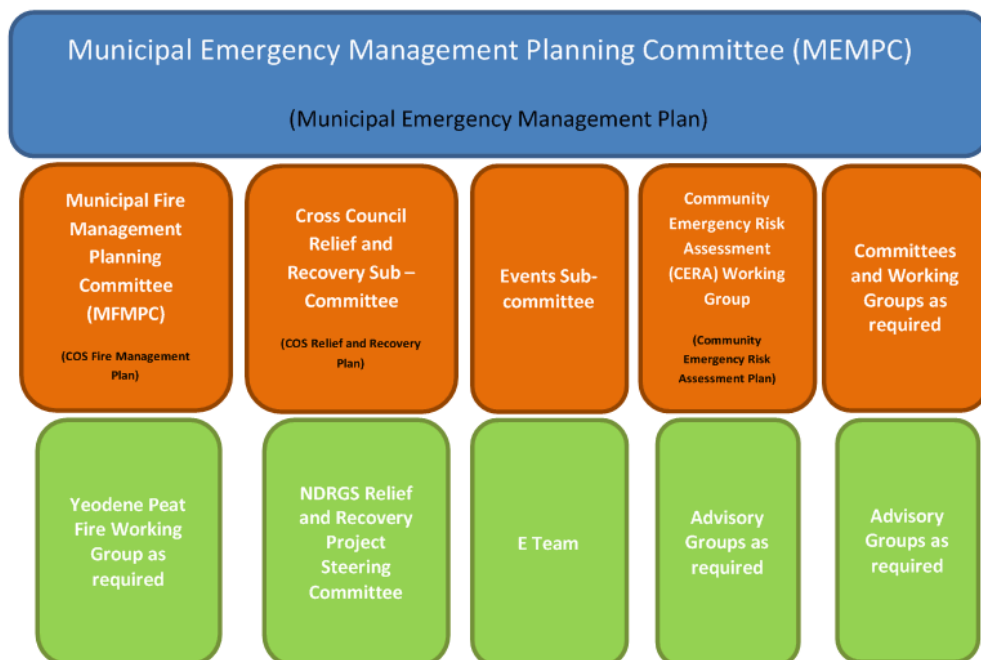 Municipal Emergency Management Planning Committee (MEMPC)
(Municipal Emergency Management Plan)
Municipal Fire
Management
Planning
Committee
(MFMPC)
(COS Fire Management
Plan)
Cross Council
Relief and
Recovery Sub –
Committee
(COS Relief and Recovery
Plan)
Events Sub-
committee
Community
Emergency Risk
Assessment
(CERA) Working
Group
(Community
Emergency Risk
Assessment Plan)
Committees
and Working
Groups as
required
Yeodene Peat
Fire Working
Group as
required
NDRGS Relief
and Recovery
Project
Steering
Committee
E Team
Advisory
Groups as
required
Advisory
Groups as
required